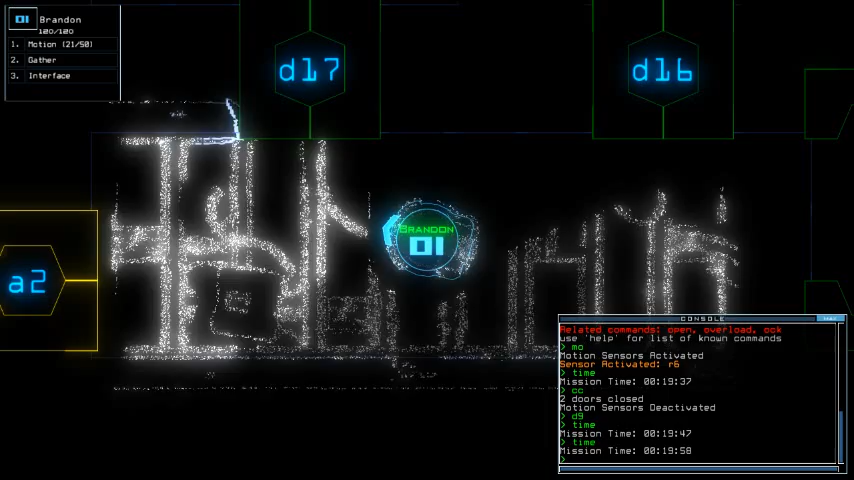 01 Brandon
120/120
1. Motion (21/50)
2. Gather
3. Interface
d17
d16
a2
BRANDON
01
CONSOLE
Related commands: open, overload, ook
use 'help' for list of known commands
> mo
Motion Sensors Activated
Sensor Activated: r6
> time
Mission Time: 00:19:37
> cc
2 doors closed
Motion Sensors Deactivated
> d9
> time
Mission Time: 00:19:47
> time
Mission Time: 00:19:58
>